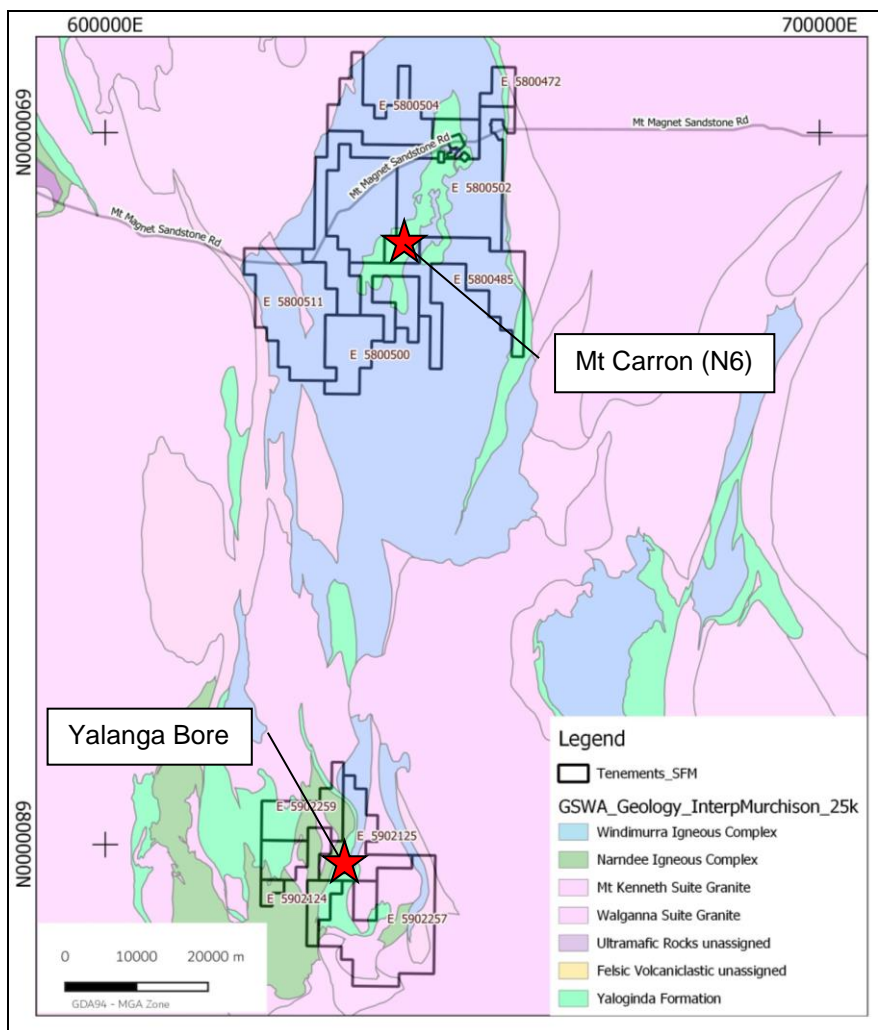 600000E
700000E
6900000N
E 5800472
E 5800504
Mt Magnet Sandstone Rd
Mt Magnet Sandstone Rd
E 5800502
Mt Magnet Sandstone Rd
E 5800485
E 5800511
E 5800500
Mt Carron (N6)
Yalanga Bore
6800000N
E 5902259
E 5902125
E 5902124
E 5902257
0 10000 20000 m
GDA94 - MGA Zone
Legend
Tenements_SFM
GSWA_Geology_InterpMurchison_25k
Windimurra Igneous Complex
Narndee Igneous Complex
Mt Kenneth Suite Granite
Walganna Suite Granite
Ultramafic Rocks unassigned
Felsic Volcaniclastic unassigned
Yaloginda Formation